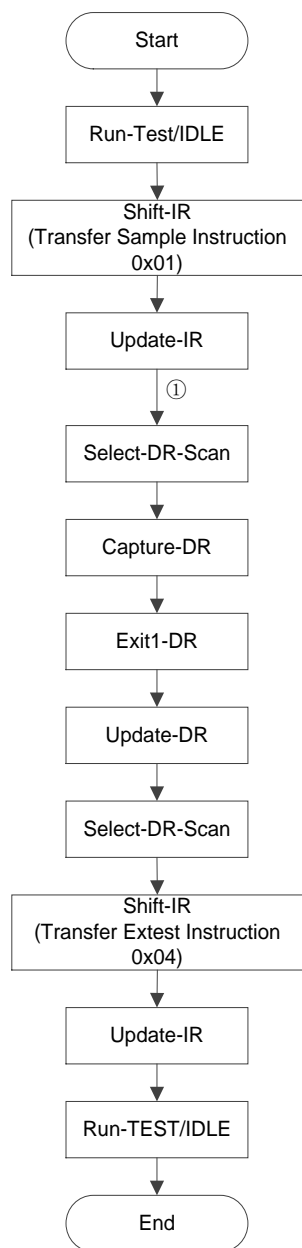 Start
Run-Test/IDLE
Shift-IR
(Transfer Sample Instruction
0x01)
Update-IR
①
Select-DR-Scan
Capture-DR
Exit1-DR
Update-DR
Select-DR-Scan
Shift-IR
(Transfer Extest Instruction
0x04)
Update-IR
Run-TEST/IDLE
End